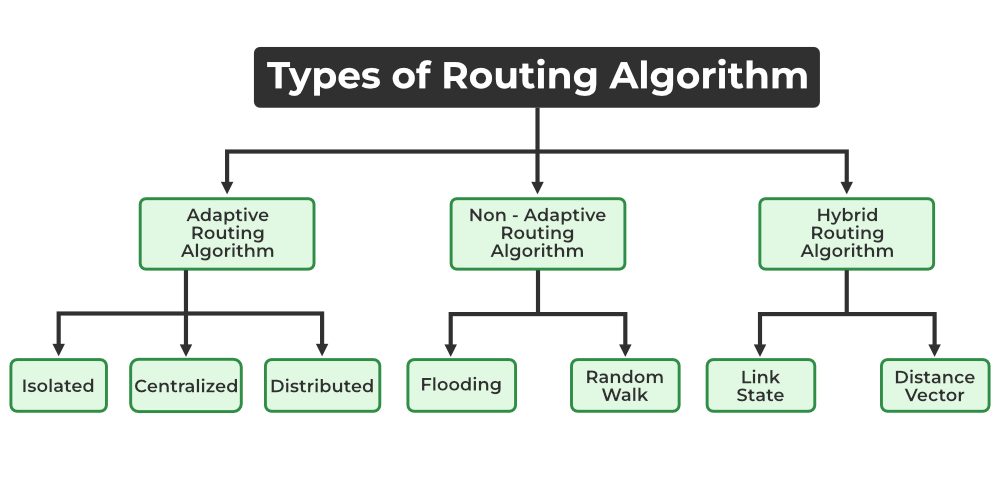 Types of Routing Algorithm
Adaptive
Routing
Algorithm
Non - Adaptive
Routing
Algorithm
Hybrid
Routing
Algorithm
Isolated
Centralized
Distributed
Flooding
Random
Walk
Link
State
Distance
Vector